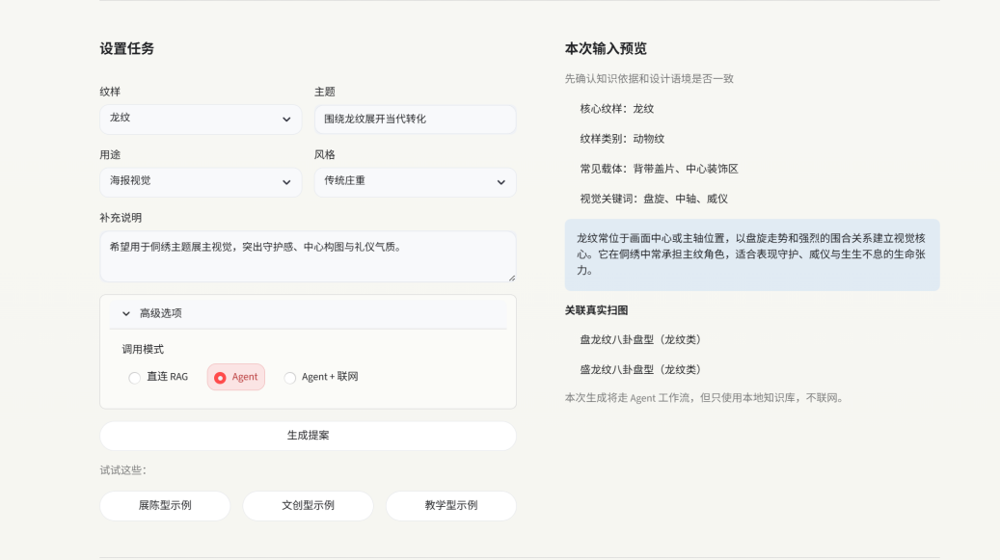 设置任务
纹样
主题
龙纹
围绕龙纹展开当代转化
用途
风格
海报视觉
传统庄重
补充说明
希望用于侗绣主题展主视觉，突出守护感、中心构图与礼仪气质。
高级选项
调用模式
直连 RAG
Agent
Agent + 联网
生成提案
试试这些：
展陈型示例
文创型示例
教学型示例
本次输入预览
先确认知识依据和设计语境是否一致
核心纹样：龙纹
纹样类别：动物纹
常见载体：背带盖片、中心装饰区
视觉关键词：盘旋、中轴、威仪
龙纹常位于画面中心或主轴位置，以盘旋走势和强烈的围合关系建立视觉核
心。它在侗绣中常承担主纹角色，适合表现守护、威仪与生生不息的生命张
力。
关联真实扫图
盘龙纹八卦盘型（龙纹类）
盛龙纹八卦盘型（龙纹类）
本次生成将走 Agent 工作流，但只使用本地知识库，不联网。